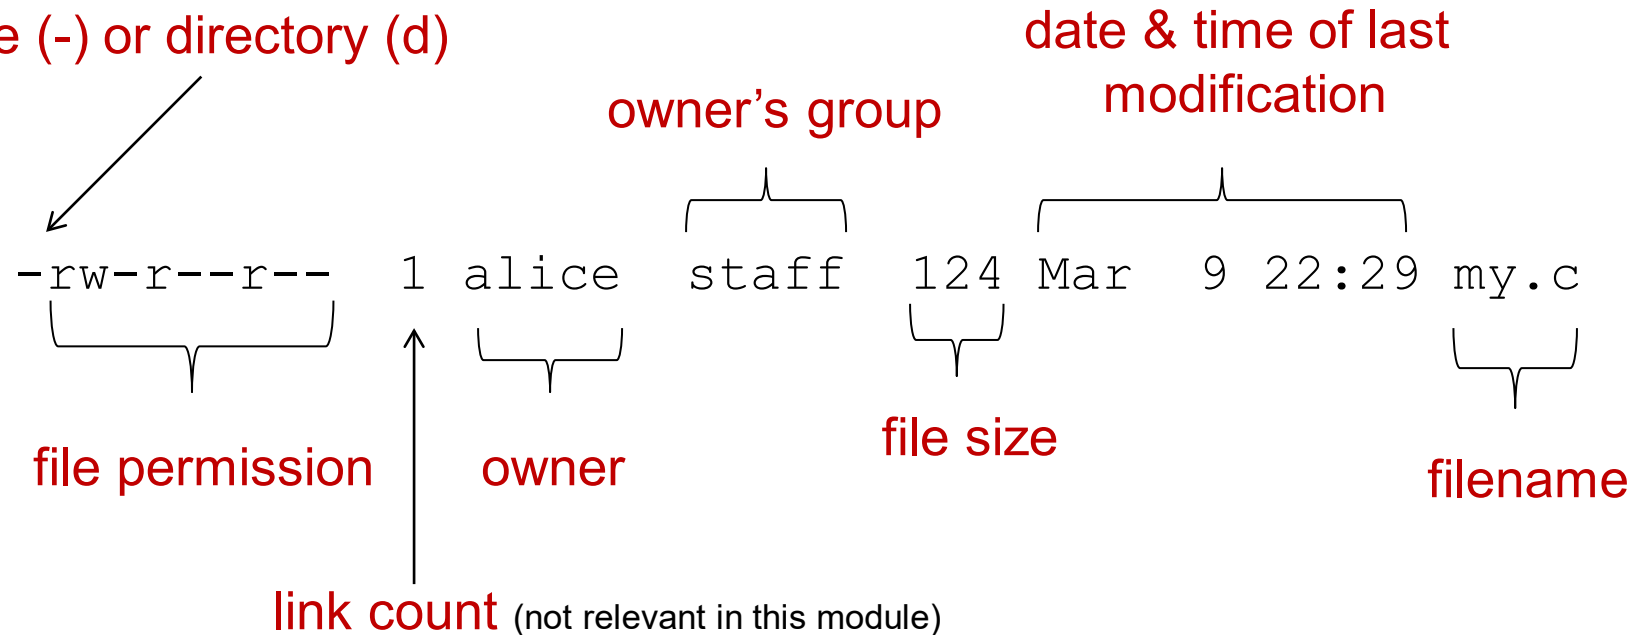 e (-) or directory (d)
date & time of last
modification
owner’s group
-rw-r--r-- 1 alice staff 124 Mar 9 22:29 my.c
file permission
owner
file size
filename
link count (not relevant in this module)